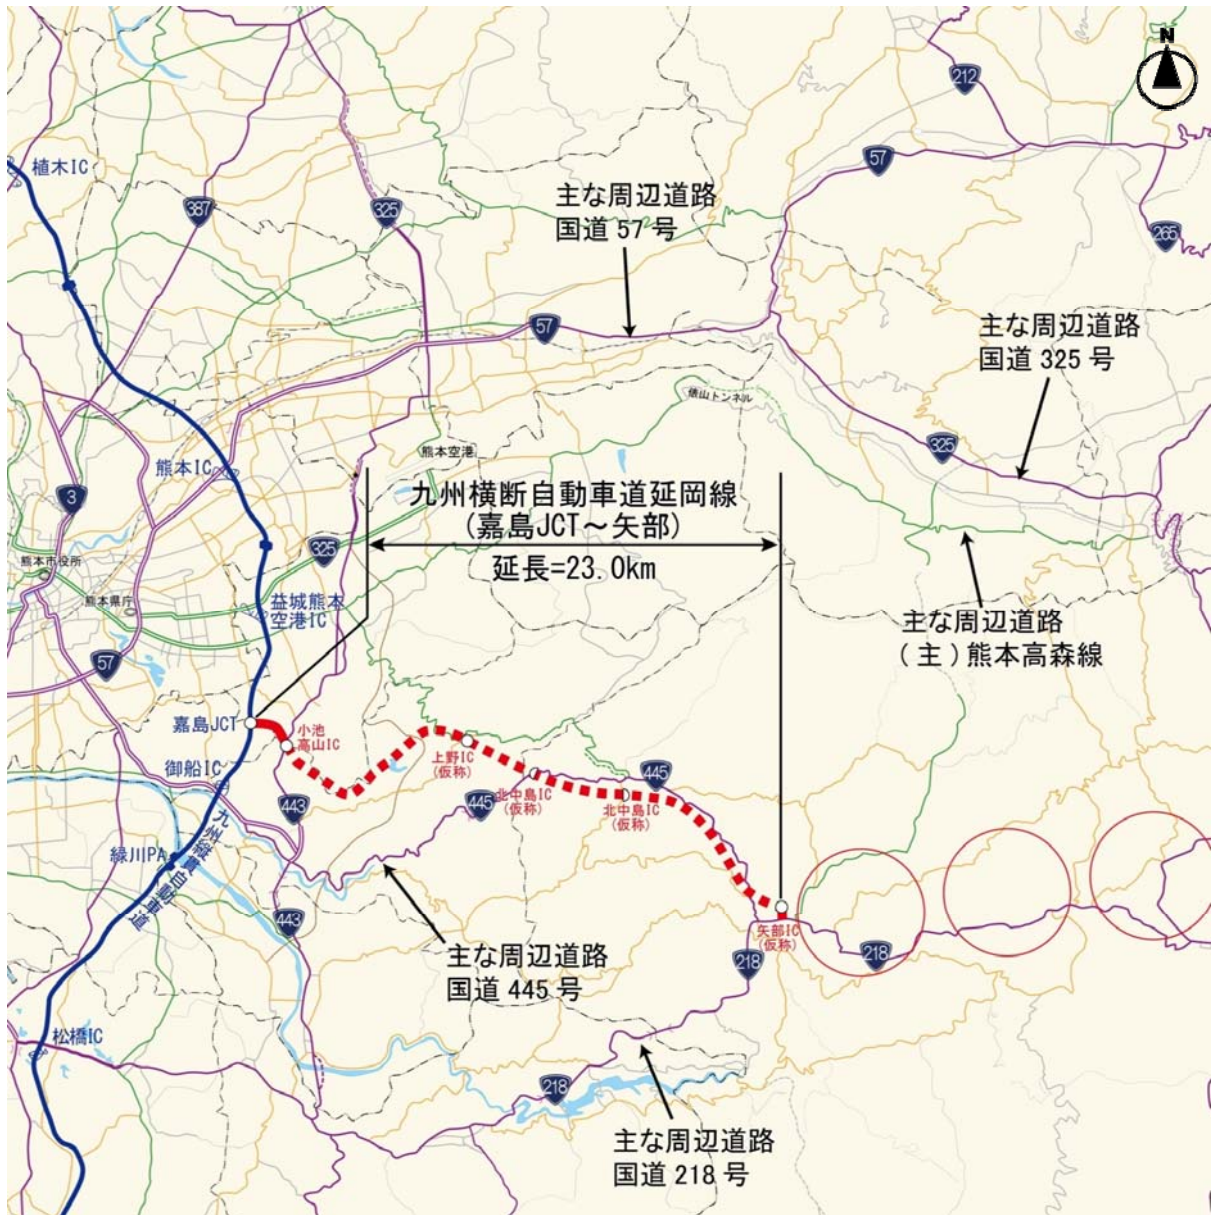 N
212
植木IC
57
主な周辺道路
国道 57 号
387
325
265
57
主な周辺道路
国道 325 号
俵山トンネル
325
熊本空港
熊本IC
3
九州横断自動車道延岡線
(嘉島JCT～矢部)
325
延長=23.0km
熊本市役所
熊本県庁
益城熊本
空港IC
主な周辺道路
(主)熊本高森線
57
嘉島JCT
小池
高山IC
上野IC
(仮称)
御船IC
445
北中島IC
(仮称)
北中島IC
(仮称)
443
445
九州縦貫自動車道
緑川PA
443
矢部IC
(仮称)
主な周辺道路
国道 445 号
218
218
松橋IC
218
主な周辺道路
国道 218 号